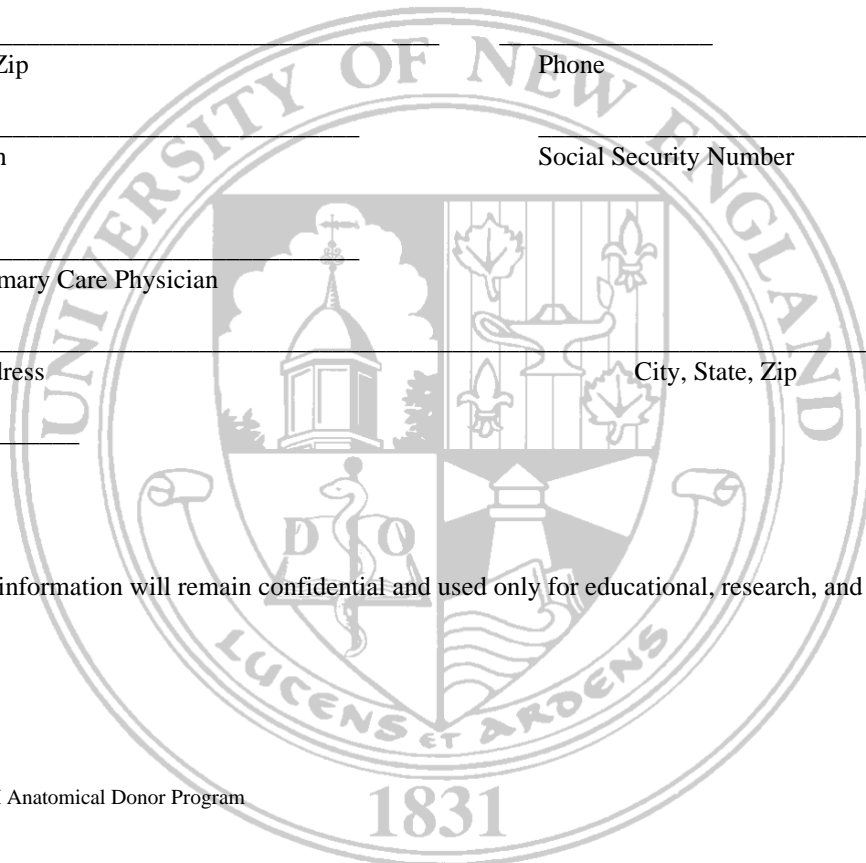 Zip Phone
n Social Security Number
mary Care Physician
dress City, State, Zip
information will remain confidential and used only for educational, research, and
Anatomical Donor Program
UNIVERSITY OF NEW ENGLAND
D O
LUCENS ET ARDENS
1831